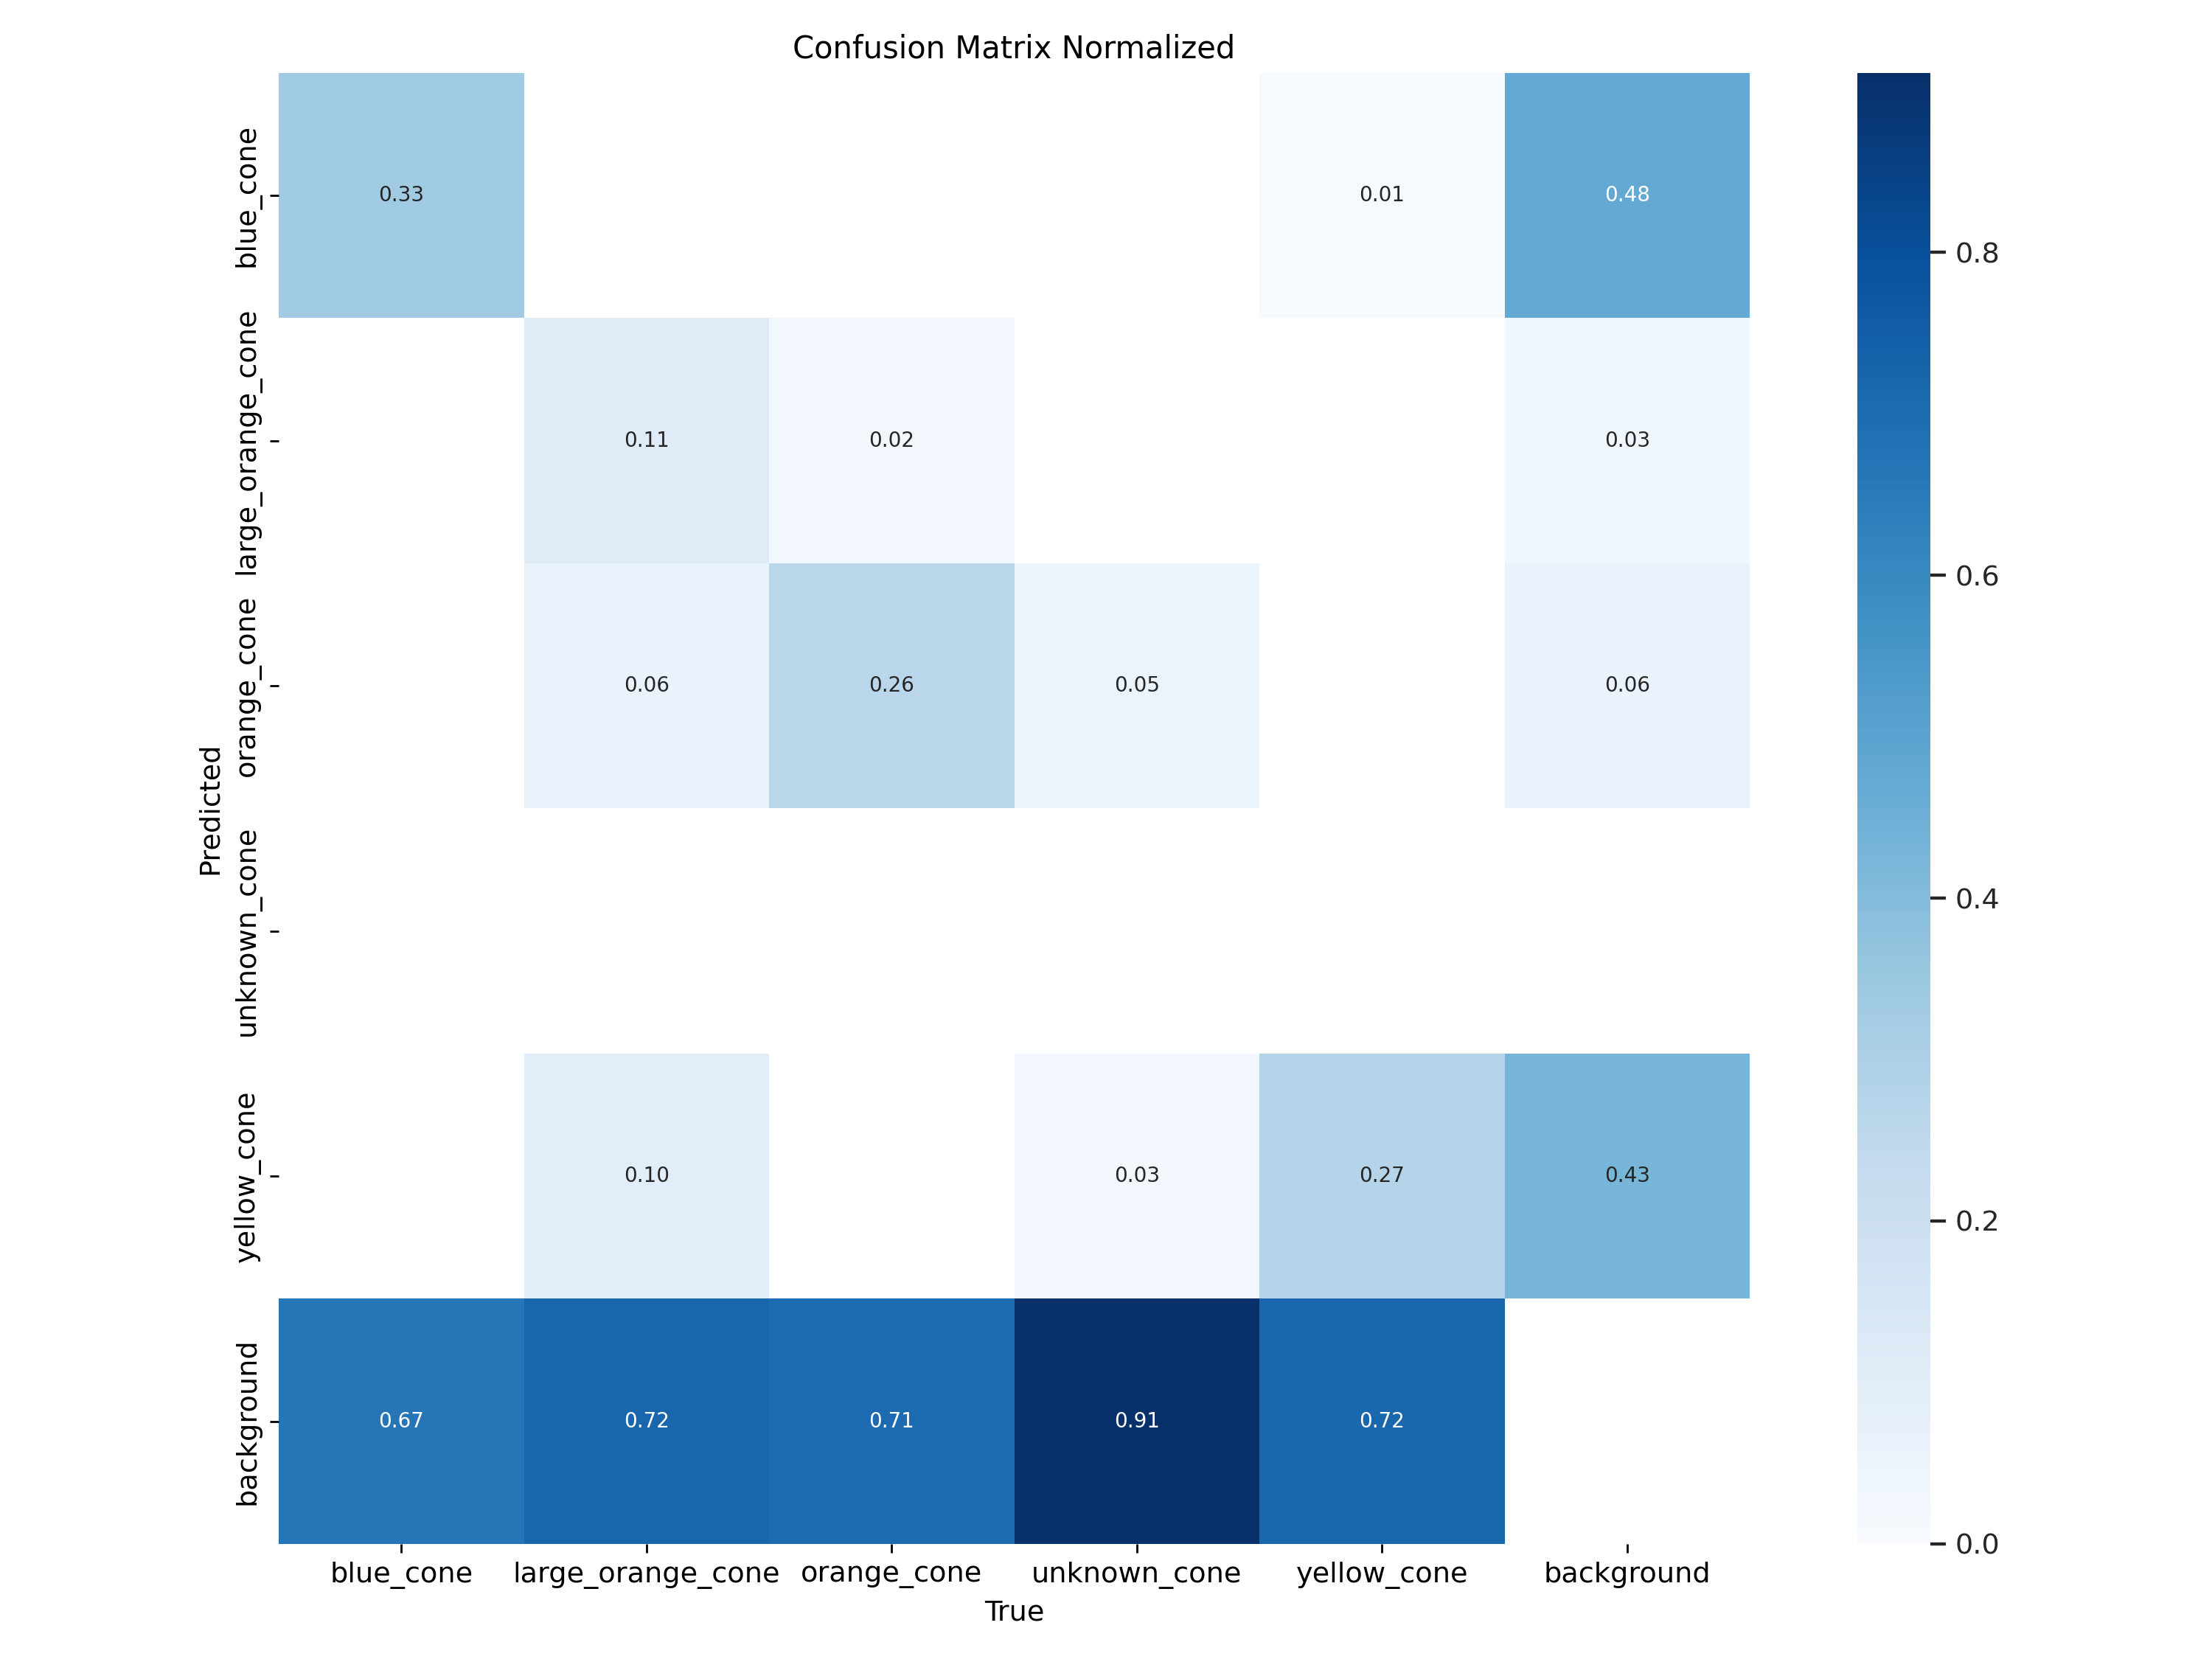 Confusion Matrix Normalized
Predicted
blue_cone
0.33
0.01
0.48
large_orange_cone
0.11
0.02
0.03
orange_cone
0.06
0.26
0.05
0.06
unknown_cone
yellow_cone
0.10
0.03
0.27
0.43
background
0.67
0.72
0.71
0.91
0.72
blue_cone
large_orange_cone
orange_cone
unknown_cone
yellow_cone
background
True
0.8
0.6
0.4
0.2
0.0